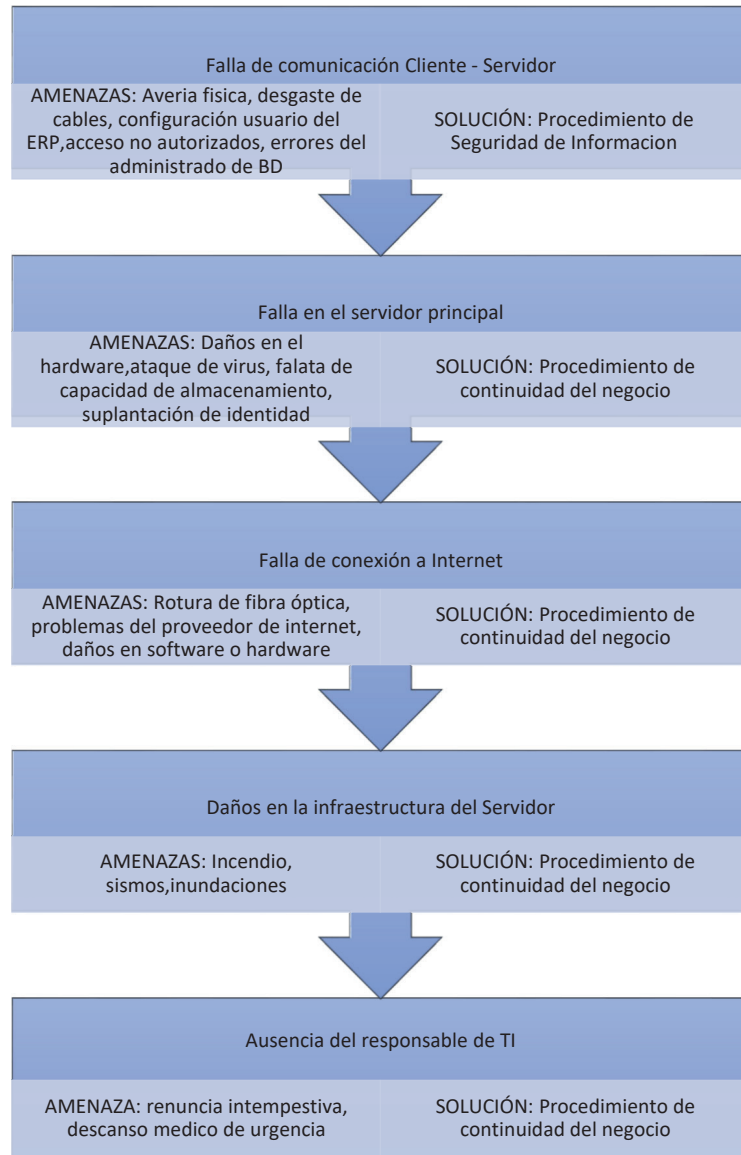 Falla de comunicación Cliente - Servidor
AMENAZAS: Averia fisica, desgaste de
cables, configuración usuario del
ERP,acceso no autorizados, errores del
administrado de BD
SOLUCIÓN: Procedimiento de
Seguridad de Informacion
Falla en el servidor principal
AMENAZAS: Daños en el
hardware,ataque de virus, falata de
capacidad de almacenamiento,
suplantación de identidad
SOLUCIÓN: Procedimiento de
continuidad del negocio
Falla de conexión a Internet
AMENAZAS: Rotura de fibra óptica,
problemas del proveedor de internet,
daños en software o hardware
SOLUCIÓN: Procedimiento de
continuidad del negocio
Daños en la infraestructura del Servidor
AMENAZAS: Incendio,
sismos,inundaciones
SOLUCIÓN: Procedimiento de
continuidad del negocio
Ausencia del responsable de TI
AMENAZA: renuncia intempestiva,
descanso medico de urgencia
SOLUCIÓN: Procedimiento de
continuidad del negocio